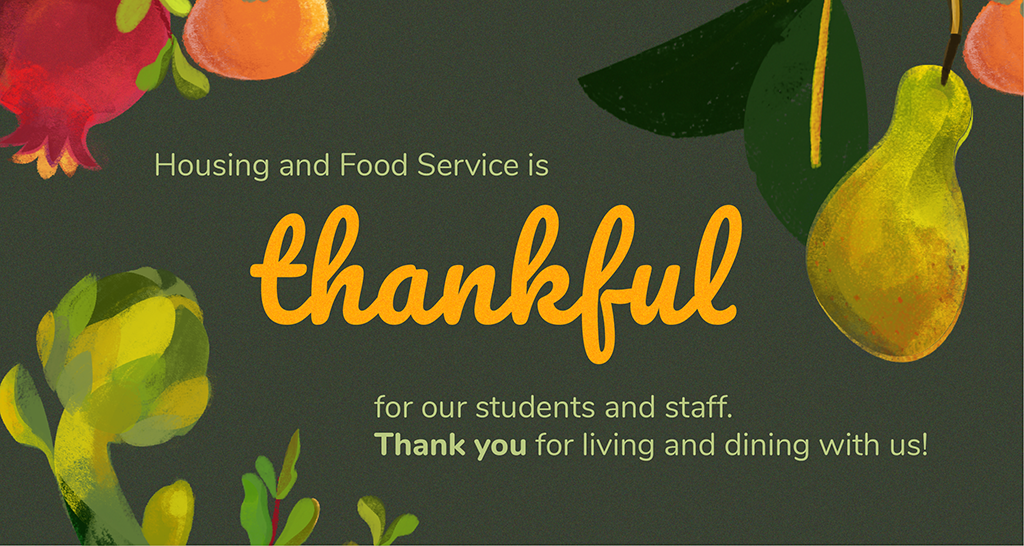 Housing and Food Service is
thankful
for our students and staff.
Thank you for living and dining with us!